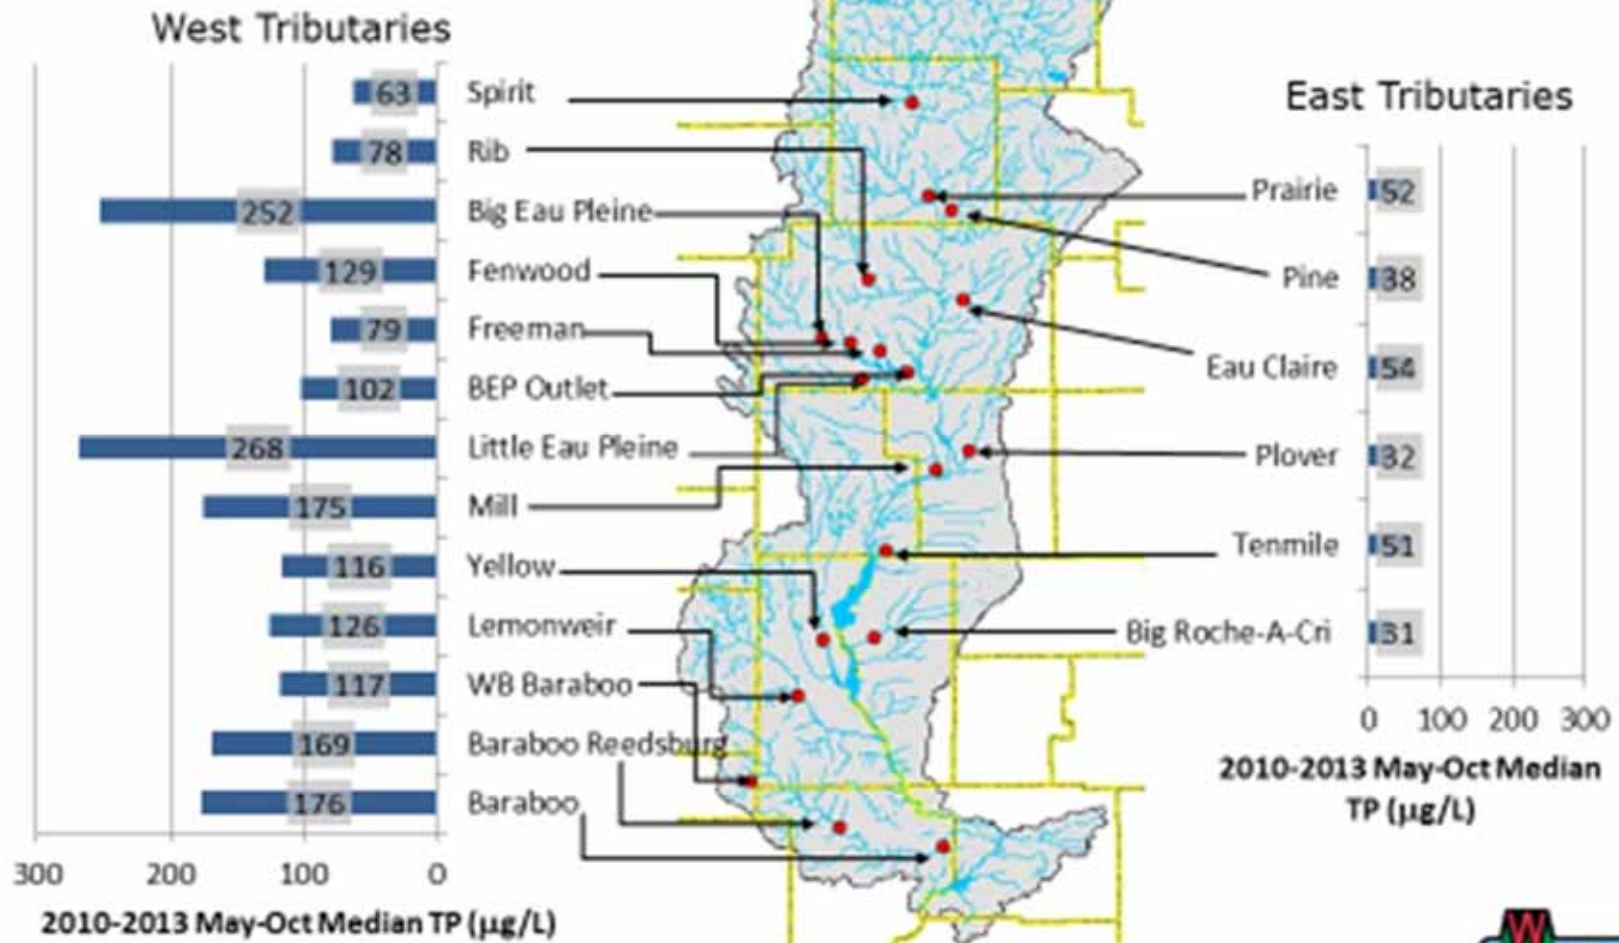 West Tributaries
63 Spirit
78 Rib
252 Big Eau Pleine
129 Fenwood
79 Freeman
102 BEP Outlet
268 Little Eau Pleine
175 Mill
116 Yellow
126 Lemonweir
117 WB Baraboo
169 Baraboo Reedsburg
176 Baraboo
300 200 100 0
2010-2013 May-Oct Median TP (µg/L)
East Tributaries
Prairie 52
Pine 38
Eau Claire 54
Plover 32
Tenmile 51
Big Roche-A-Cri 31
0 100 200 300
2010-2013 May-Oct Median
TP (µg/L)
W